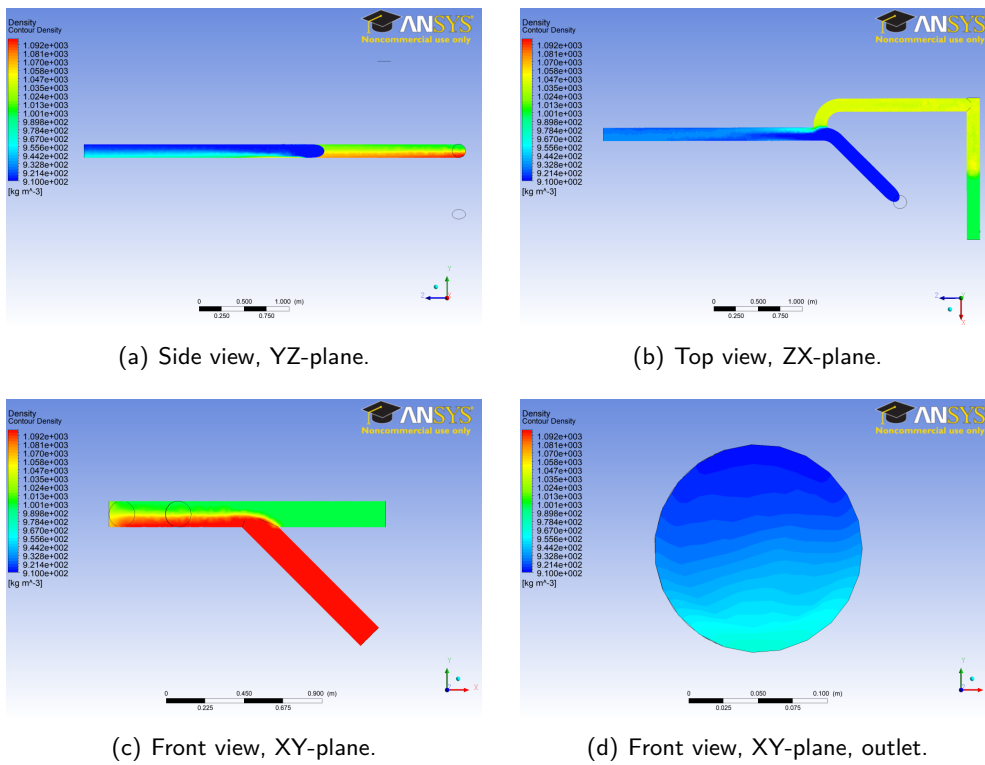 Density
Contour Density
ANSYS
Noncommercial use only
1.092e+003
1.081e+003
1.070e+003
1.058e+003
1.047e+003
1.035e+003
1.024e+003
1.013e+003
1.001e+003
9.898e+002
9.784e+002
9.670e+002
9.556e+002
9.442e+002
9.328e+002
9.214e+002
9.100e+002
[kg m^-3]
0 0.500 1.000 (m)
0.250 0.750
Y
Z
(a) Side view, YZ-plane.
Density
Contour Density
ANSYS
Noncommercial use only
1.092e+003
1.081e+003
1.070e+003
1.058e+003
1.047e+003
1.035e+003
1.024e+003
1.013e+003
1.001e+003
9.898e+002
9.784e+002
9.670e+002
9.556e+002
9.442e+002
9.328e+002
9.214e+002
9.100e+002
[kg m^-3]
0 0.500 1.000 (m)
0.250 0.750
Z
X
(b) Top view, ZX-plane.
Density
Contour Density
ANSYS
Noncommercial use only
1.092e+003
1.081e+003
1.070e+003
1.058e+003
1.047e+003
1.035e+003
1.024e+003
1.013e+003
1.001e+003
9.898e+002
9.784e+002
9.670e+002
9.556e+002
9.442e+002
9.328e+002
9.214e+002
9.100e+002
[kg m^-3]
0 0.450 0.900 (m)
0.225 0.675
Y
X
(c) Front view, XY-plane.
Density
Contour Density
ANSYS
Noncommercial use only
1.092e+003
1.081e+003
1.070e+003
1.058e+003
1.047e+003
1.035e+003
1.024e+003
1.013e+003
1.001e+003
9.898e+002
9.784e+002
9.670e+002
9.556e+002
9.442e+002
9.328e+002
9.214e+002
9.100e+002
[kg m^-3]
0 0.050 0.100 (m)
0.025 0.075
Y
X
(d) Front view, XY-plane, outlet.